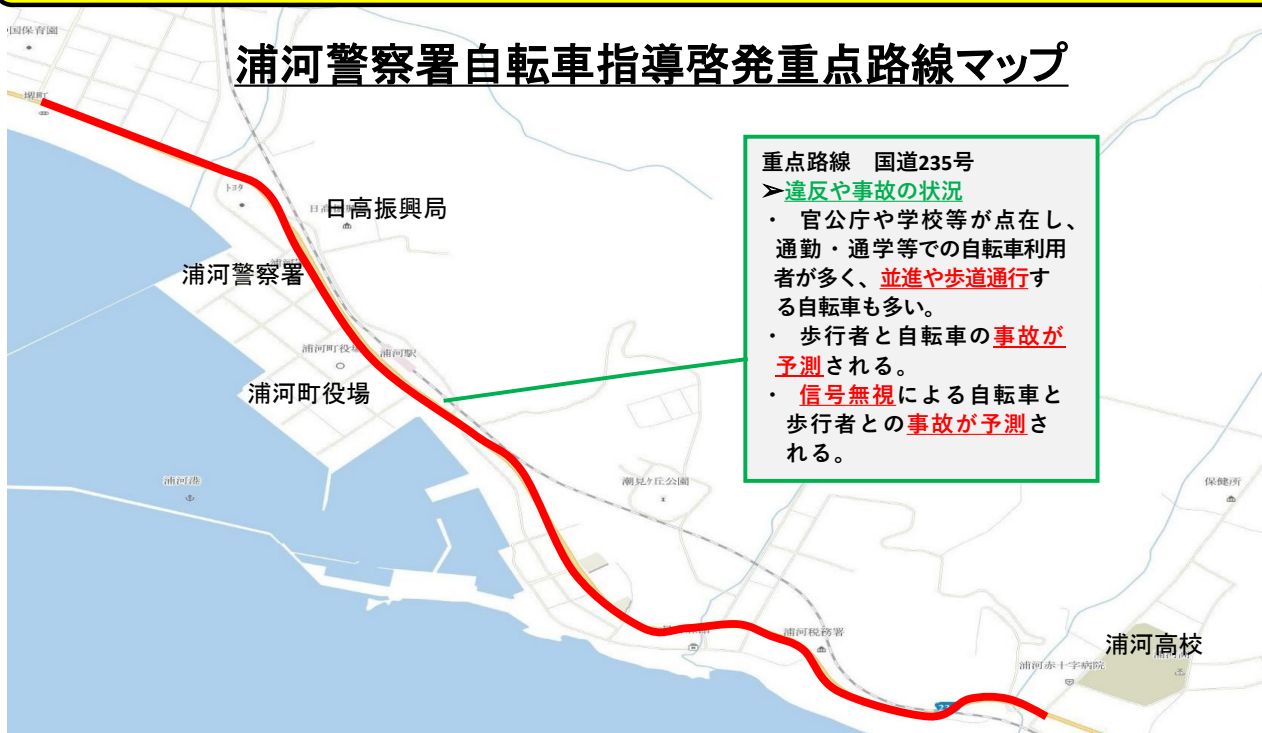 浦河警察署自転車指導啓発重点路線マップ
堺町
トヨタ
日高振興局
浦河警察署
重点路線 国道235号
➢違反や事故の状況
・ 官公庁や学校等が点在し、
通勤・通学等での自転車利用
者が多く、並進や歩道通行す
る自転車も多い。
・ 歩行者と自転車の事故が
予測される。
・ 信号無視による自転車と
歩行者との事故が予測さ
れる。
浦河町役場
浦河駅
浦河町役場
浦河港
潮見ケ丘公園
保健所
浦河税務署
浦河高校
浦河赤十字病院